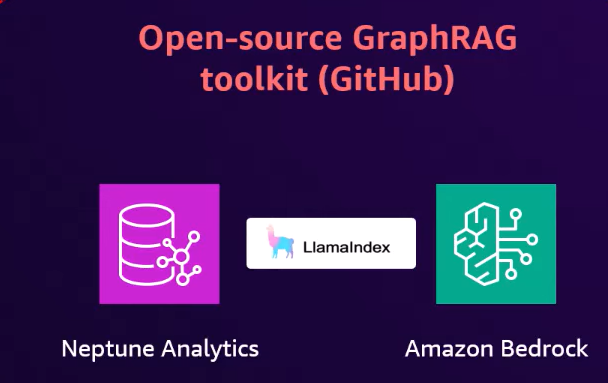 Open-source GraphRAG
toolkit (GitHub)
LlamaIndex
Neptune Analytics
Amazon Bedrock